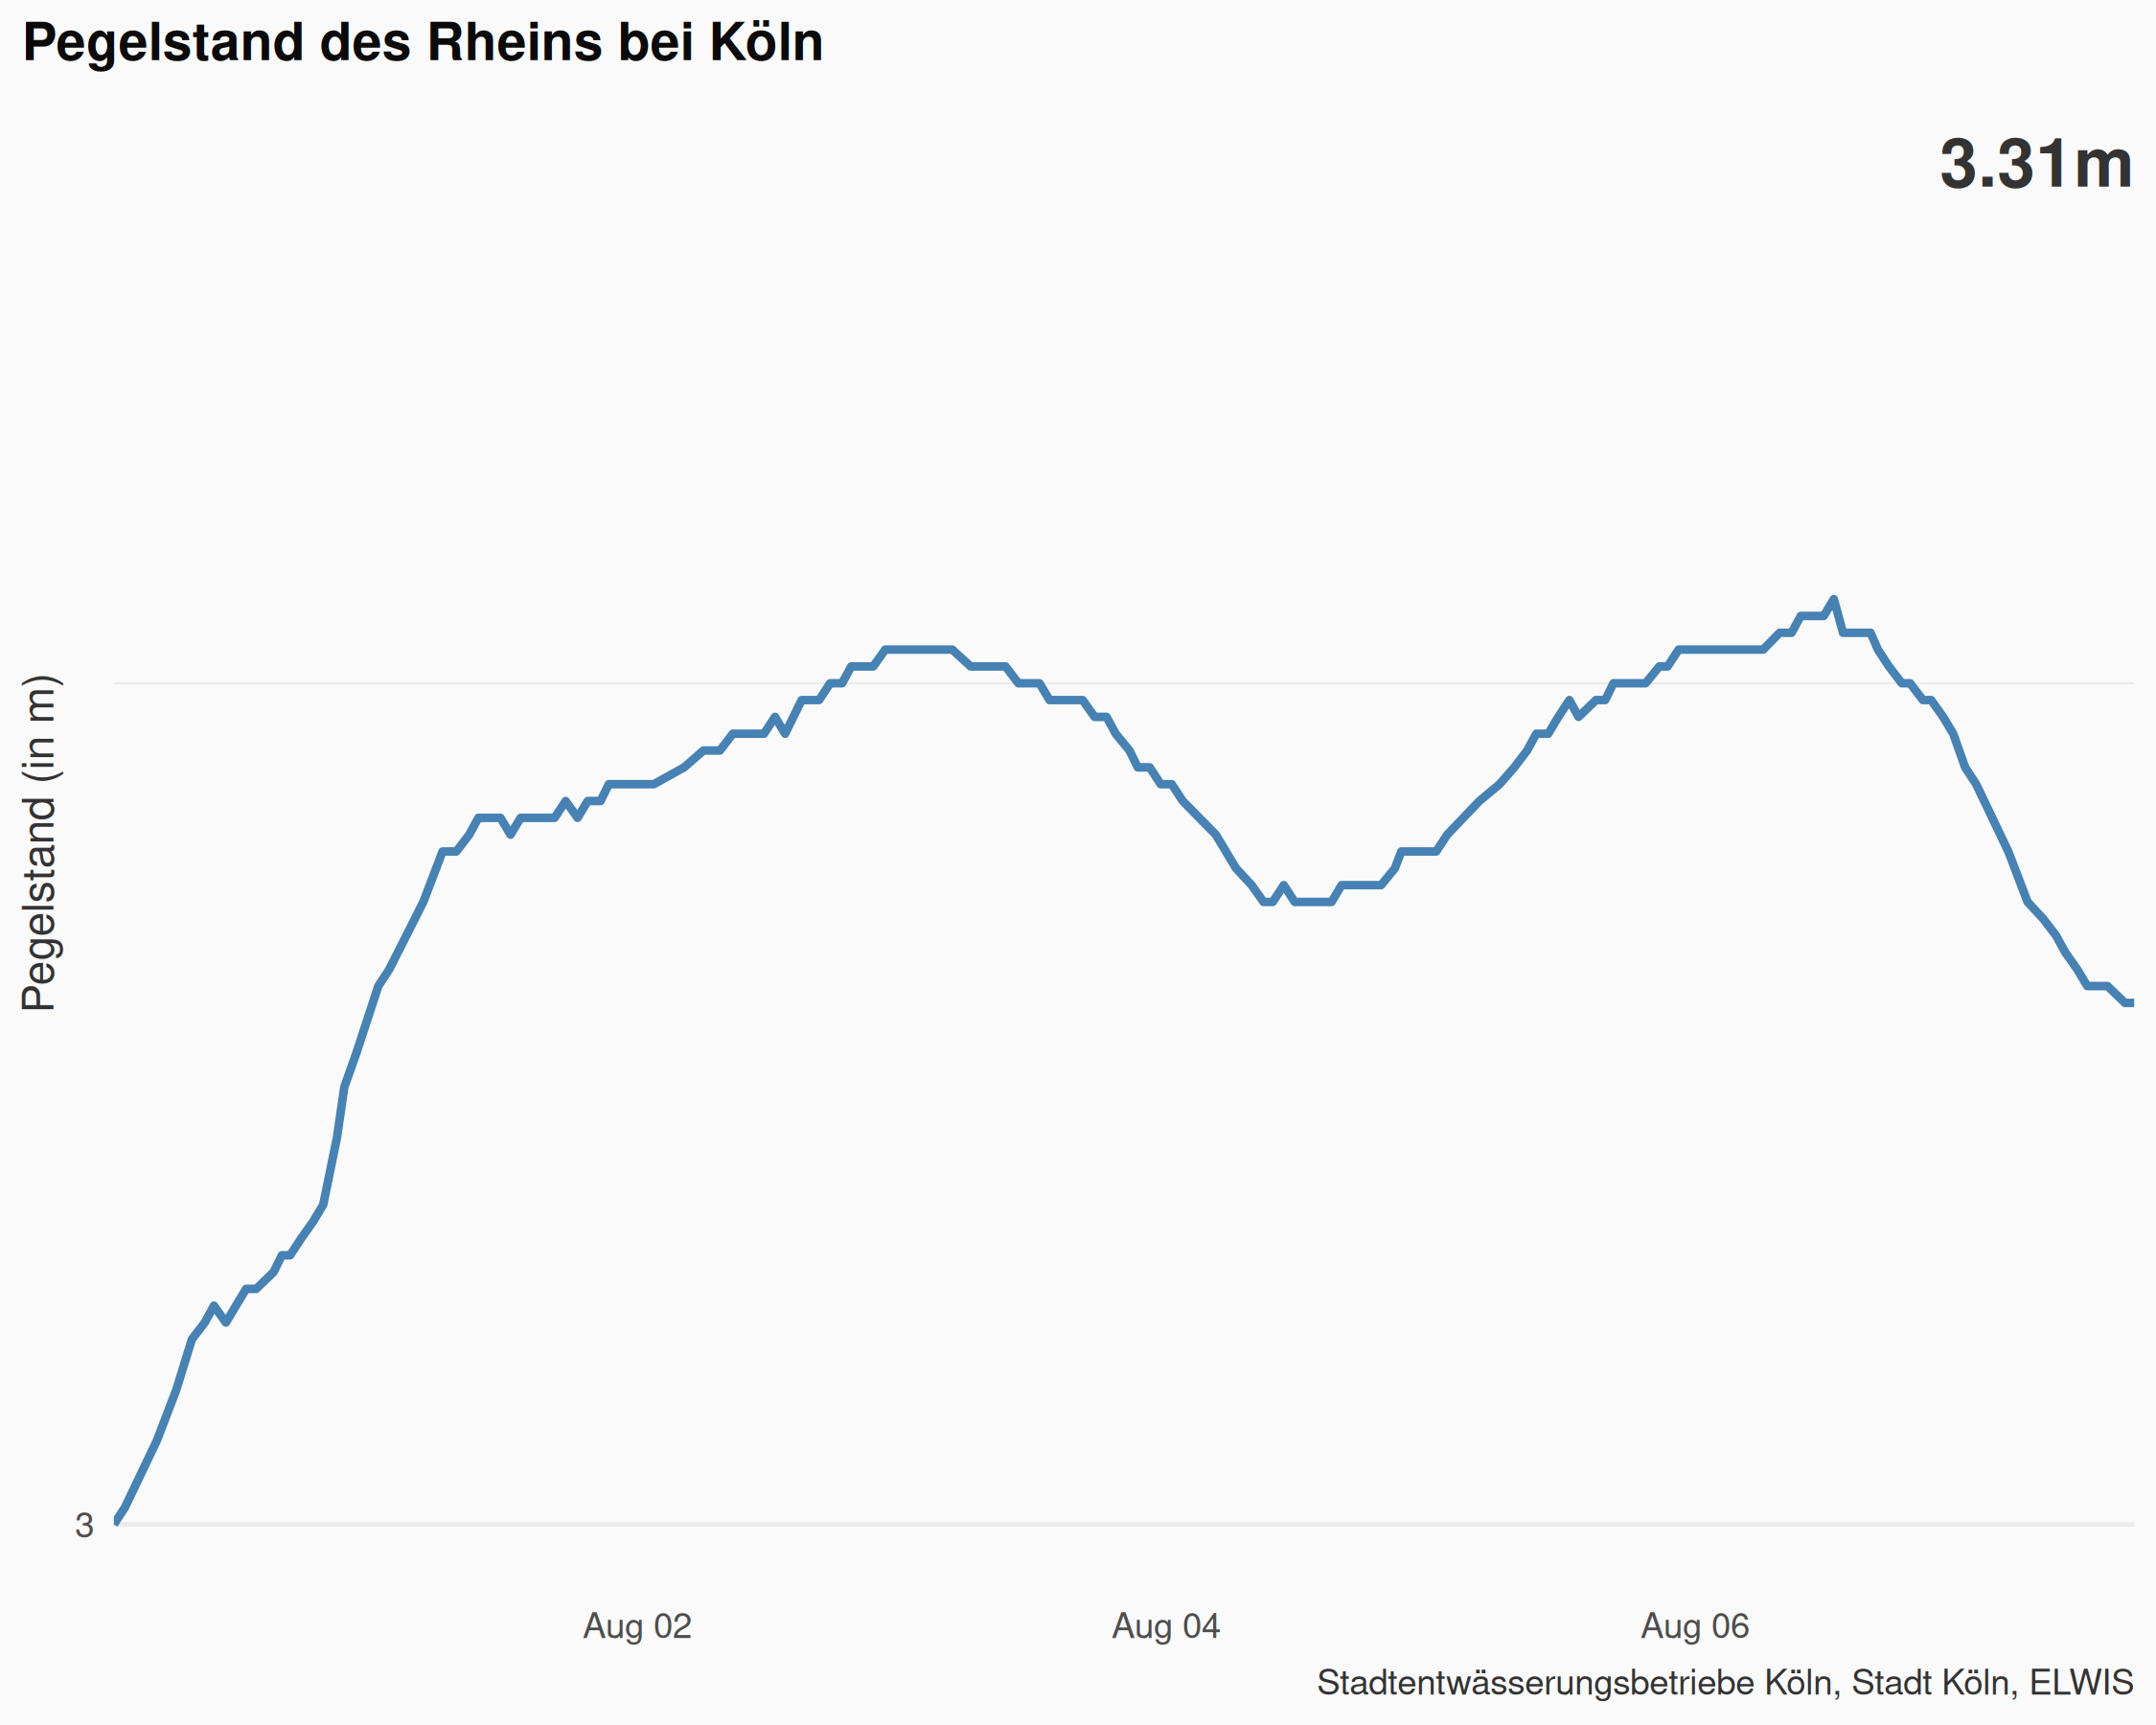 Pegelstand des Rheins bei Köln
3.31m
Pegelstand (in m)
3
Aug 02
Aug 04
Aug 06
Stadtentwässerungsbetriebe Köln, Stadt Köln, ELWIS